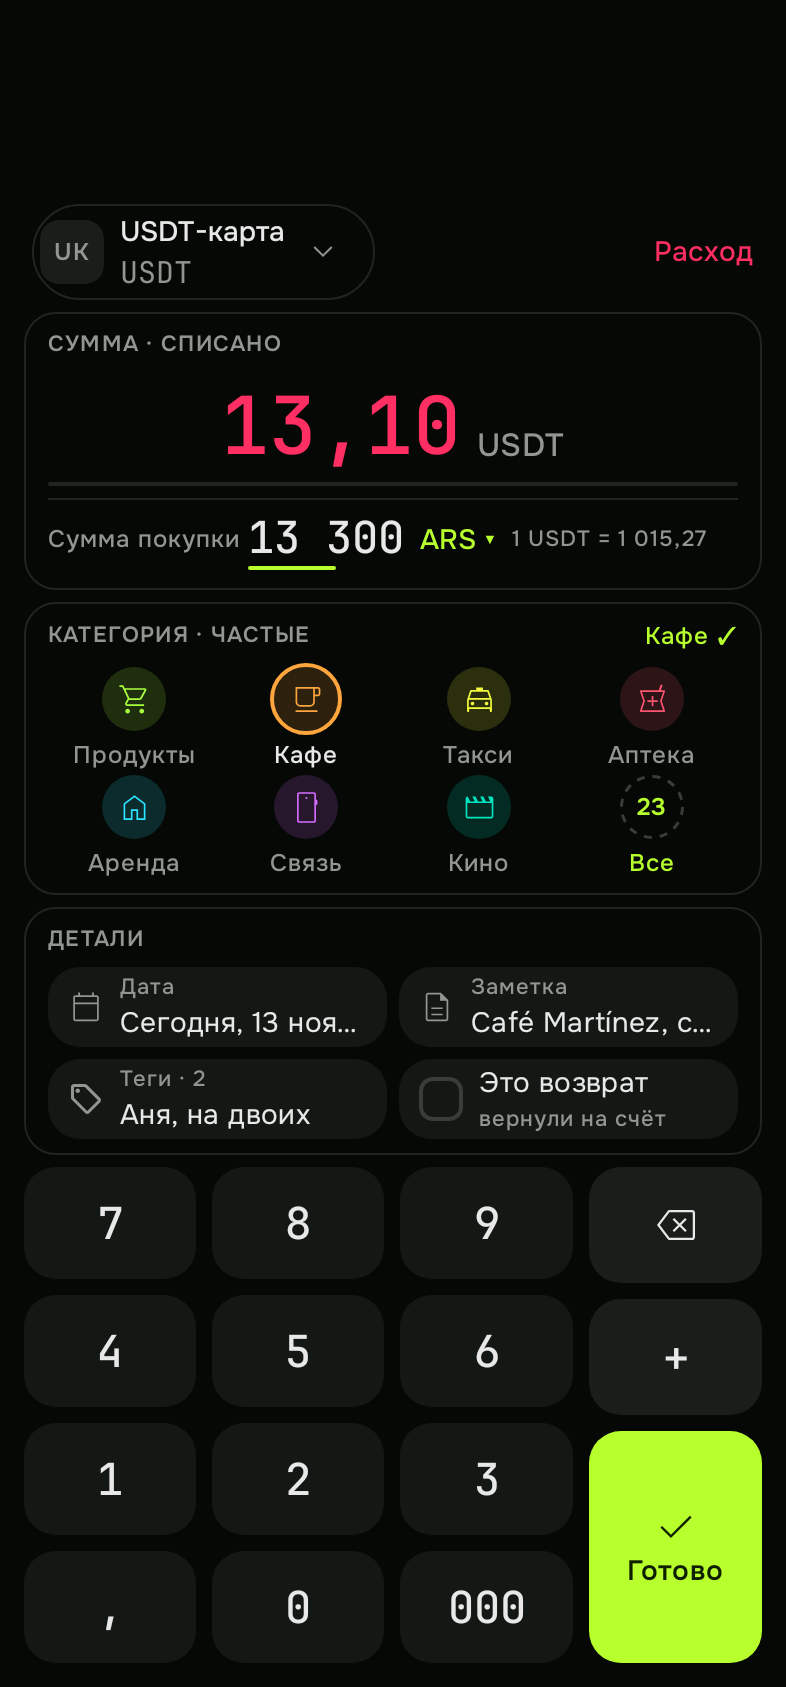 UK
USDT-карта
USDT
Расход
СУММА · СПИСАНО
13,10 USDT
Сумма покупки 13 300 ARS ▾ 1 USDT = 1 015,27
КАТЕГОРИЯ · ЧАСТЫЕ
Кафе ✓
Продукты Кафе Такси Аптека
23
Аренда Связь Кино Все
ДЕТАЛИ
Дата
Сегодня, 13 ноя...
Заметка
Café Martínez, с...
Теги · 2
Аня, на двоих
Это возврат
вернули на счёт
7 8 9
4 5 6 +
1 2 3
Готово
, 0 000